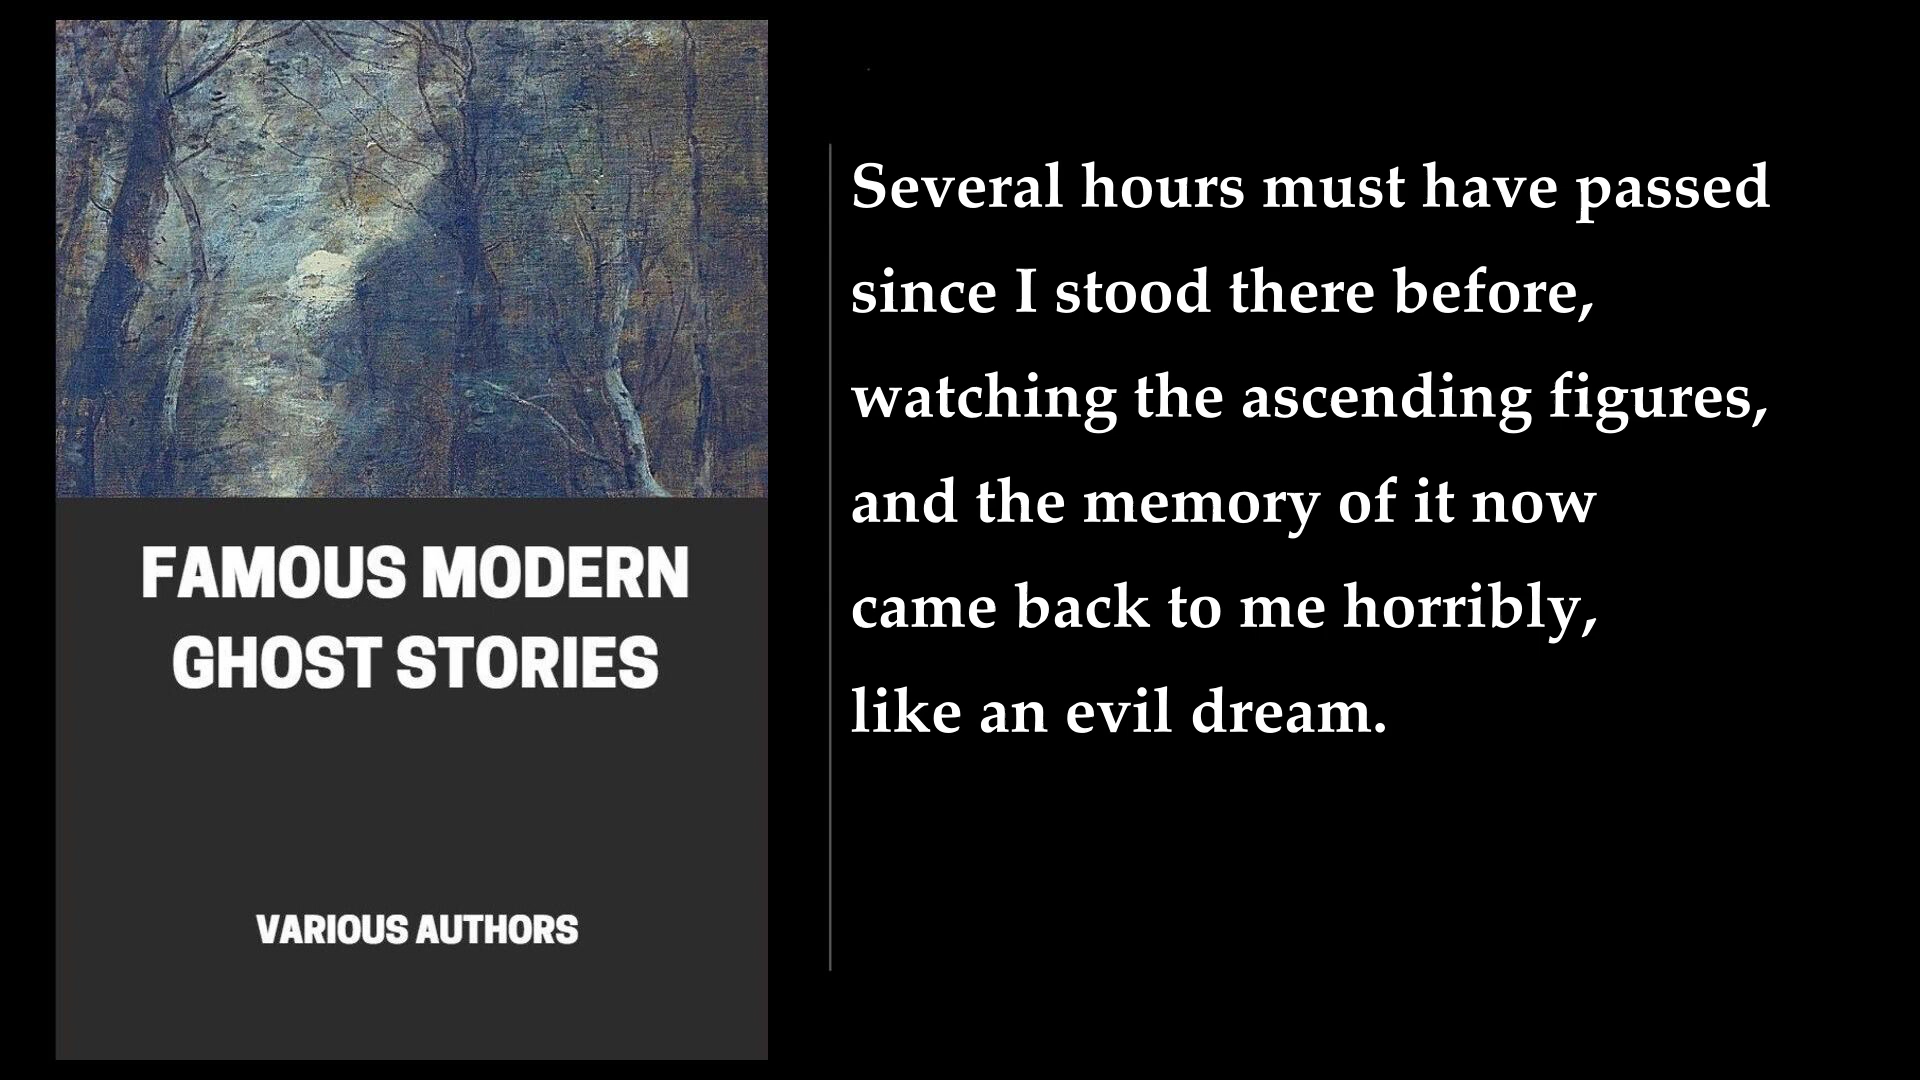 FAMOUS MODERN
GHOST STORIES
VARIOUS AUTHORS
Several hours must have passed
since I stood there before,
watching the ascending figures,
and the memory of it now
came back to me horribly,
like an evil dream.